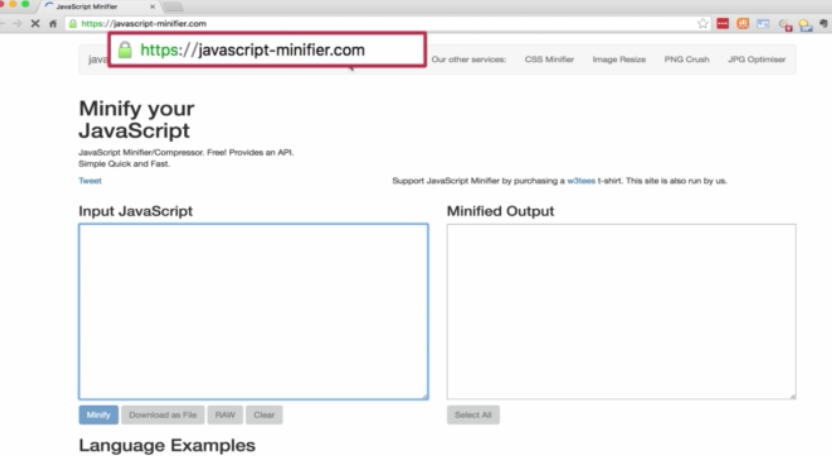 JavaScript Minifier
https://javascript-minifier.com
https://javascript-minifier.com
java
Our other services: CSS Minifier Image Resize PNG Crush JPG Optimiser
Minify your
JavaScript
JavaScript Minifier/Compressor. Free! Provides an API.
Simple Quick and Fast.
Tweet
Support JavaScript Minifier by purchasing a w3tees t-shirt. This site is also run by us.
Input JavaScript
Minified Output
Minify Download as File RAW Clear
Select All
Language Examples